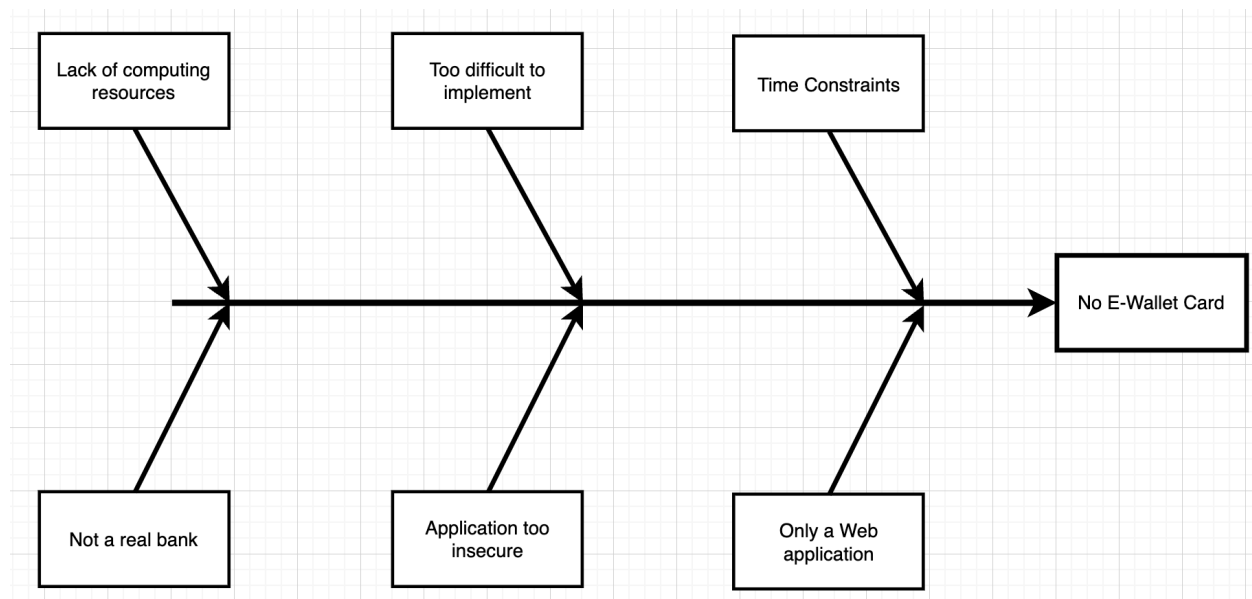 Lack of computing
resources
Too difficult to
implement
Time Constraints
No E-Wallet Card
Not a real bank
Application too
insecure
Only a Web
application